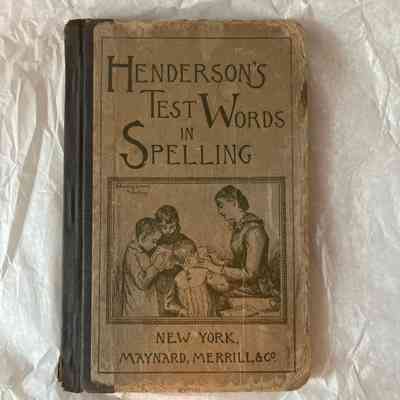 HENDERSON'S
TEST WORDS
IN
SPELLING
NEW YORK,
MAYNARD, MERRILL, & CO.